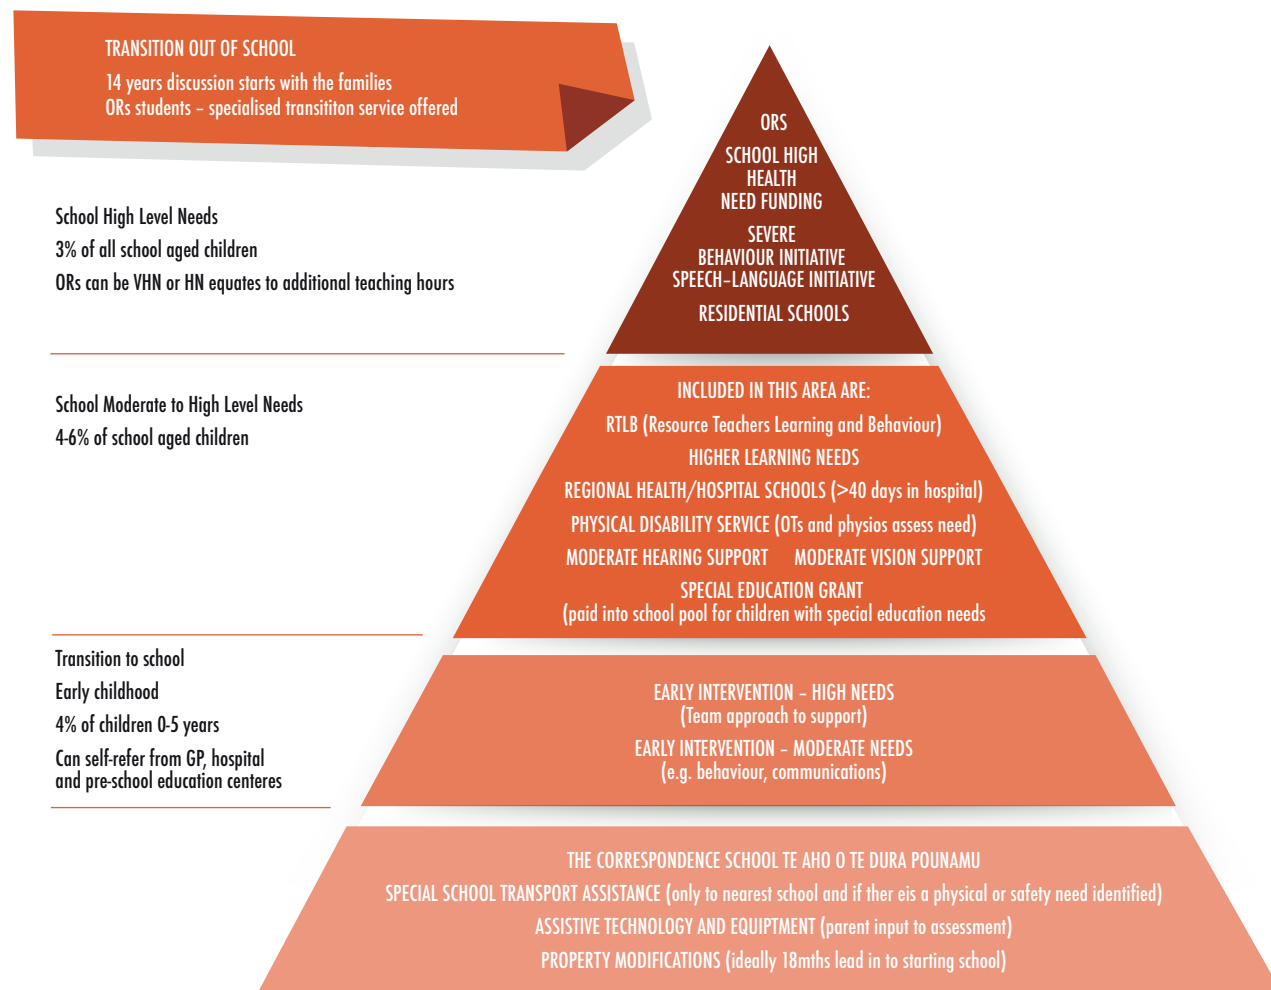 TRANSITION OUT OF SCHOOL
14 years discussion starts with the families
ORs students – specialised transititon service offered
ORS
SCHOOL HIGH
HEALTH
NEED FUNDING
SEVERE
BEHAVIOUR INITIATIVE
SPEECH–LANGUAGE INITIATIVE
RESIDENTIAL SCHOOLS
School High Level Needs
3% of all school aged children
ORs can be VHN or HN equates to additional teaching hours
INCLUDED IN THIS AREA ARE:
RTLB (Resource Teachers Learning and Behaviour)
HIGHER LEARNING NEEDS
REGIONAL HEALTH/HOSPITAL SCHOOLS (>40 days in hospital)
PHYSICAL DISABILITY SERVICE (OTs and physios assess need)
MODERATE HEARING SUPPORT MODERATE VISION SUPPORT
SPECIAL EDUCATION GRANT
(paid into school pool for children with special education needs
School Moderate to High Level Needs
4-6% of school aged children
Transition to school
Early childhood
4% of children 0-5 years
Can self-refer from GP, hospital
and pre-school education centeres
EARLY INTERVENTION – HIGH NEEDS
(Team approach to support)
EARLY INTERVENTION – MODERATE NEEDS
(e.g. behaviour, communications)
THE CORRESPONDENCE SCHOOL TE AHO O TE DURA POUNAMU
SPECIAL SCHOOL TRANSPORT ASSISTANCE (only to nearest school and if ther eis a physical or safety need identified)
ASSISTIVE TECHNOLOGY AND EQUIPTMENT (parent input to assessment)
PROPERTY MODIFICATIONS (ideally 18mths lead in to starting school)